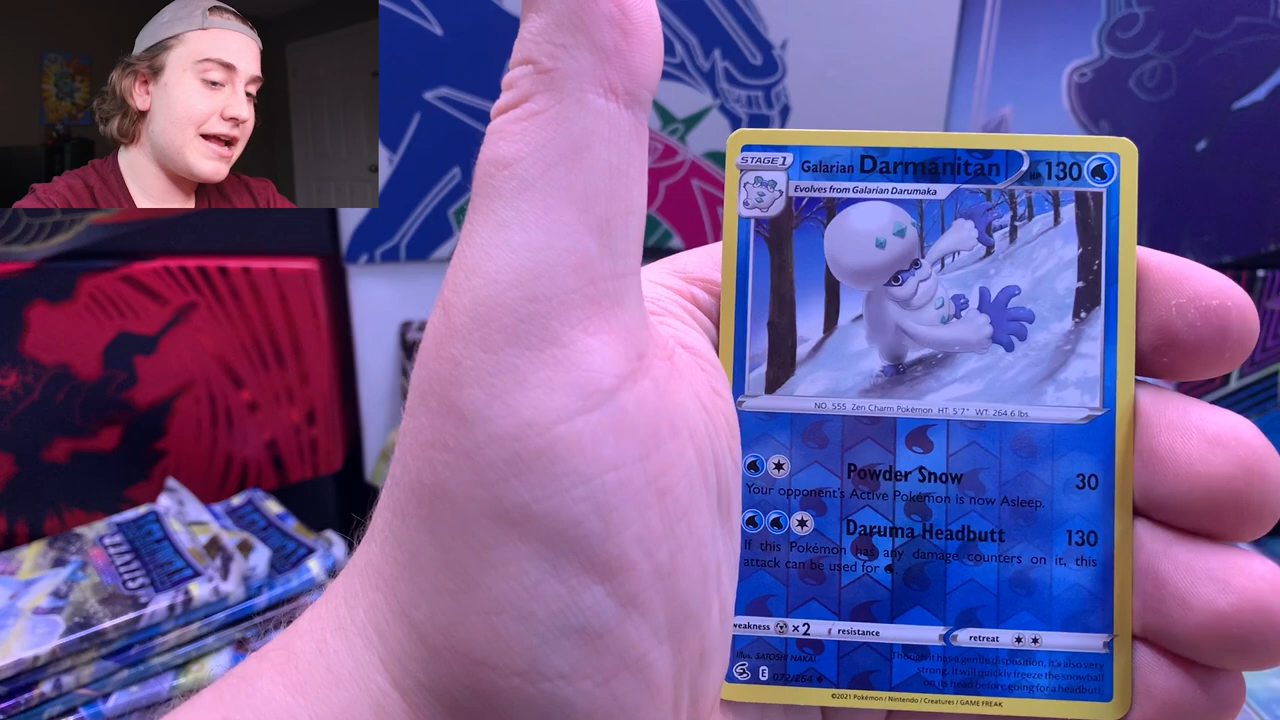 STAGE 1
Galarian Darmanitan HP 130
Evolves from Galarian Darumaka
NO. 555 Zen Charm Pokémon HT: 5'7" WT: 264.6 lbs.
Powder Snow 30
Your opponent's Active Pokémon is now Asleep.
Daruma Headbutt 130
If this Pokémon has any damage counters on it, this
attack can be used for
weakness ×2 resistance retreat
Illus. SATOSHI NAKAI
E 072/264
Though it has a gentle disposition, it's also very
strong. It will quickly freeze the snowball
on its head before going for a headbutt.
©2021 Pokémon / Nintendo / Creatures / GAME FREAK